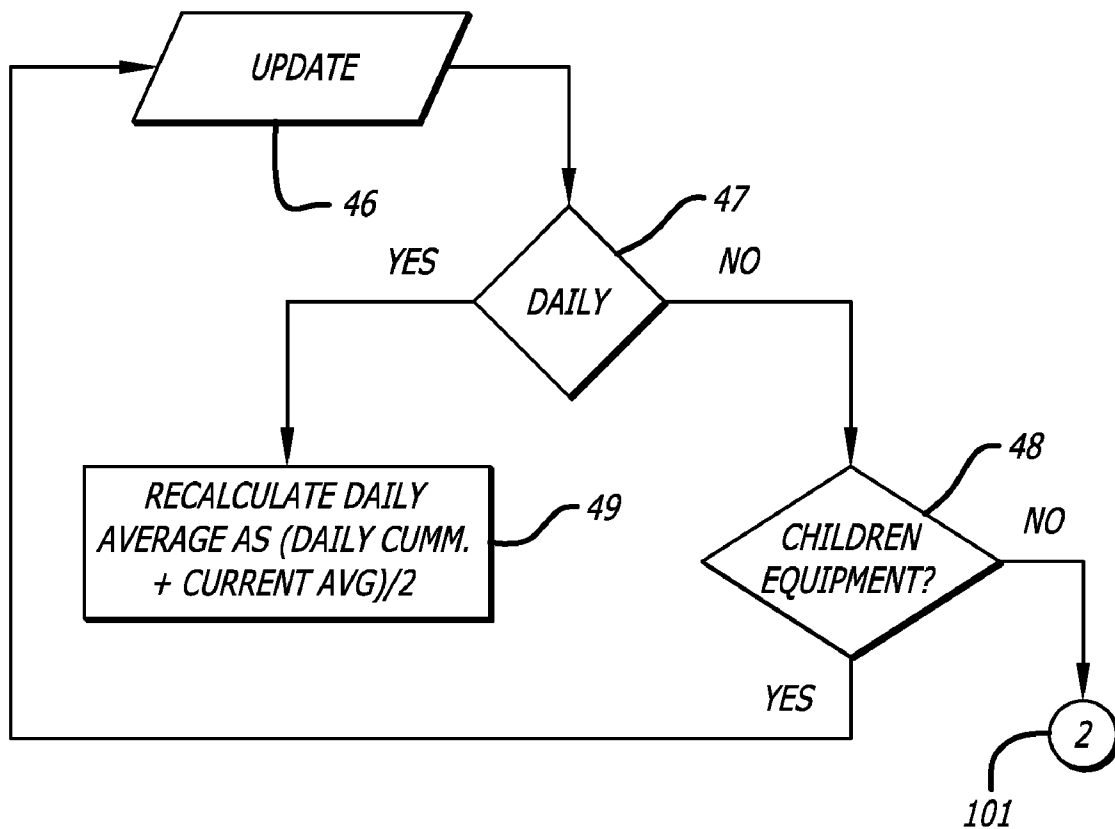 UPDATE
46
47
YES
NO
DAILY
48
RECALCULATE DAILY
AVERAGE AS (DAILY CUMM.
+ CURRENT AVG)/2
49
NO
CHILDREN
EQUIPMENT?
YES
2
101